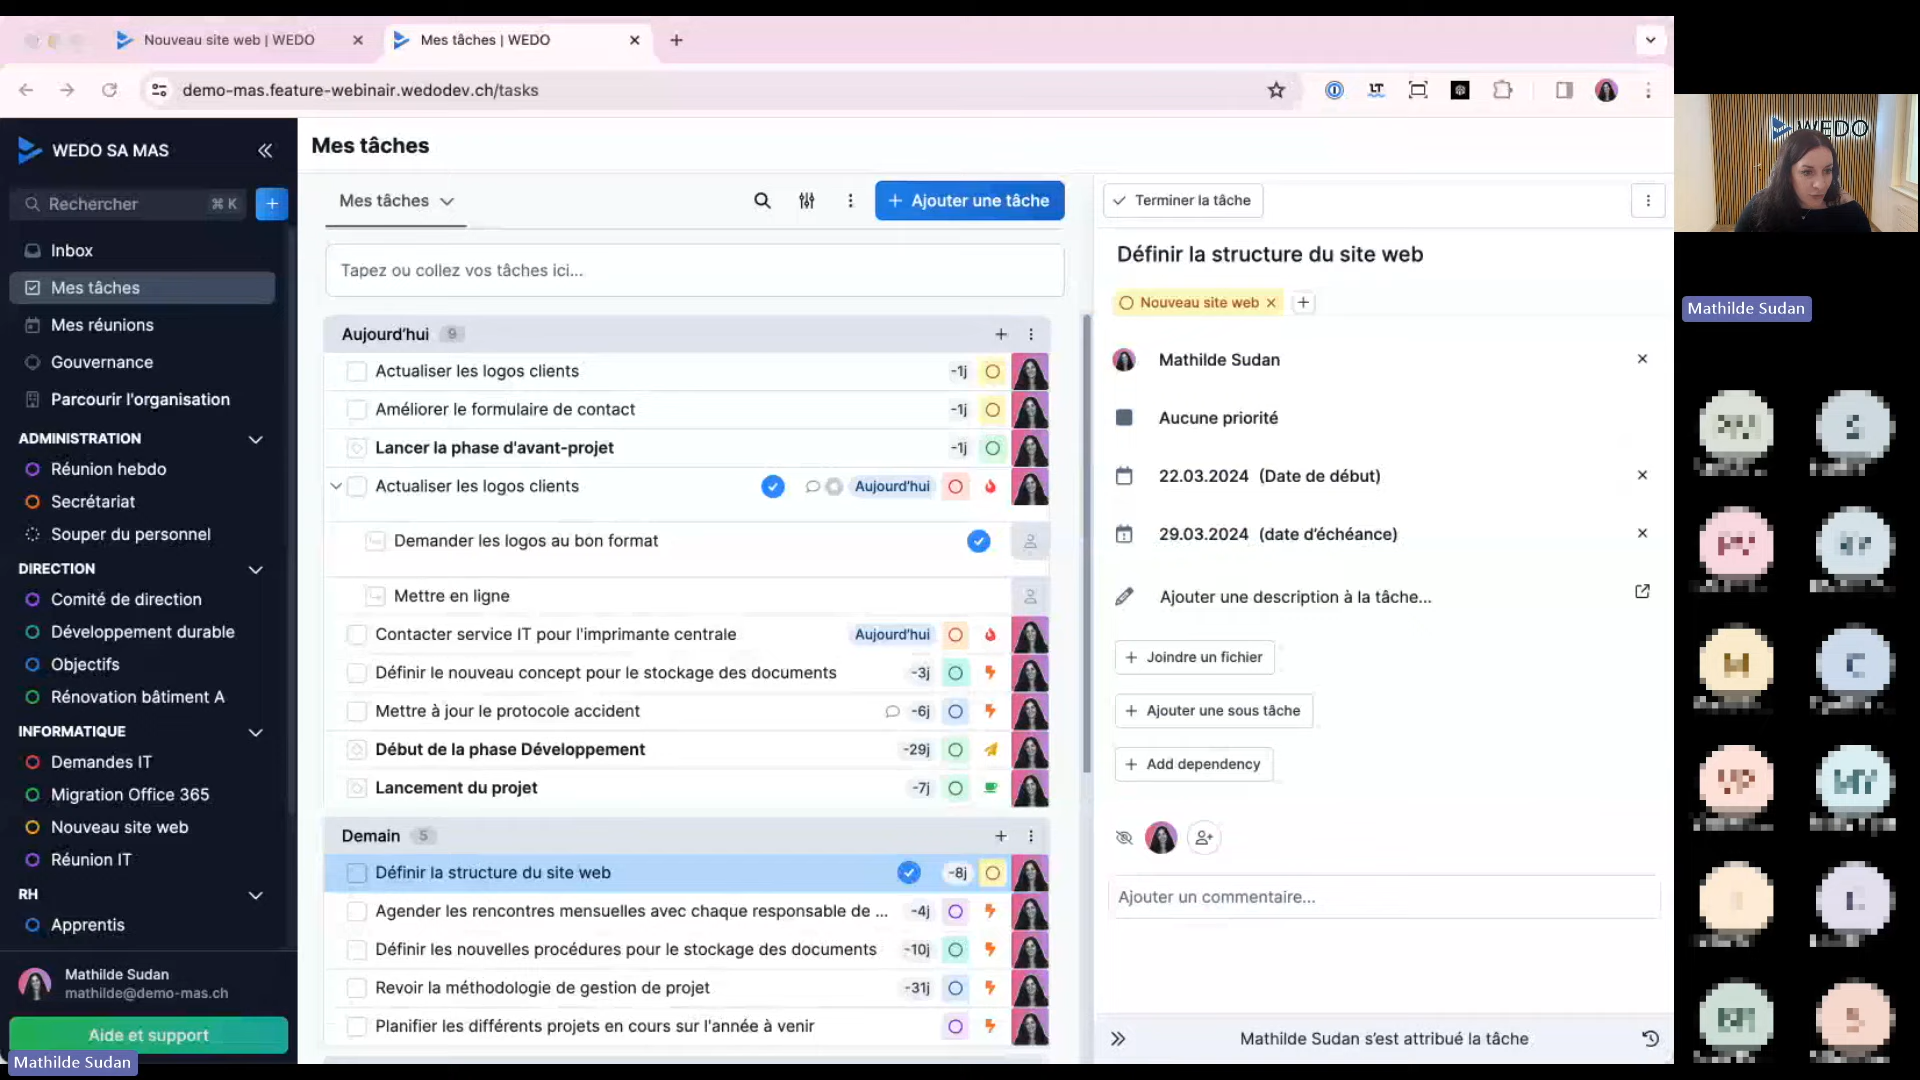 Nouveau site web | WEDO
Mes tâches | WEDO
demo-mas.feature-webinair.wedodev.ch/tasks
WEDO SA MAS
Rechercher ⌘ K
Inbox
Mes tâches
Mes réunions
Gouvernance
Parcourir l'organisation
ADMINISTRATION
Réunion hebdo
Secrétariat
Souper du personnel
DIRECTION
Comité de direction
Développement durable
Objectifs
Rénovation bâtiment A
INFORMATIQUE
Demandes IT
Migration Office 365
Nouveau site web
Réunion IT
RH
Apprentis
Mathilde Sudan
mathilde@demo-mas.ch
Aide et support
Mathilde Sudan
Mes tâches
Mes tâches
+ Ajouter une tâche
Tapez ou collez vos tâches ici...
Aujourd’hui 9
Actualiser les logos clients -1j
Améliorer le formulaire de contact -1j
Lancer la phase d'avant-projet -1j
Actualiser les logos clients Aujourd'hui
Demander les logos au bon format
Mettre en ligne
Contacter service IT pour l'imprimante centrale Aujourd'hui
Définir le nouveau concept pour le stockage des documents -3j
Mettre à jour le protocole accident -6j
Début de la phase Développement -29j
Lancement du projet -7j
Demain 5
Définir la structure du site web -8j
Agender les rencontres mensuelles avec chaque responsable de ... -4j
Définir les nouvelles procédures pour le stockage des documents -10j
Revoir la méthodologie de gestion de projet -31j
Planifier les différents projets en cours sur l'année à venir
Terminer la tâche
Définir la structure du site web
Nouveau site web
Mathilde Sudan
Aucune priorité
22.03.2024 (Date de début)
29.03.2024 (date d’échéance)
Ajouter une description à la tâche...
+ Joindre un fichier
+ Ajouter une sous tâche
+ Add dependency
Ajouter un commentaire...
Mathilde Sudan s’est attribué la tâche
WEDO
Mathilde Sudan